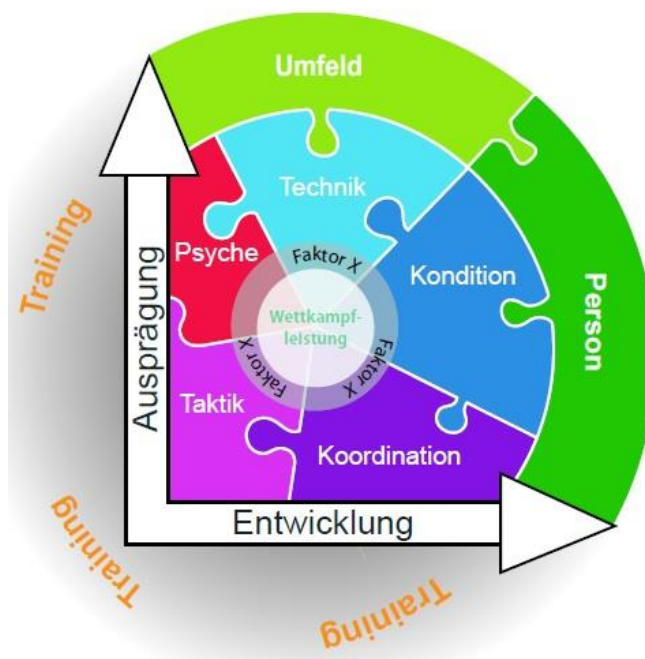 Umfeld
Technik
Training
Psyche
Faktor X
Kondition
Person
Wettkampf-
leistung
Ausprägung
Faktor X
Faktor X
Taktik
Koordination
Entwicklung
Training
Training